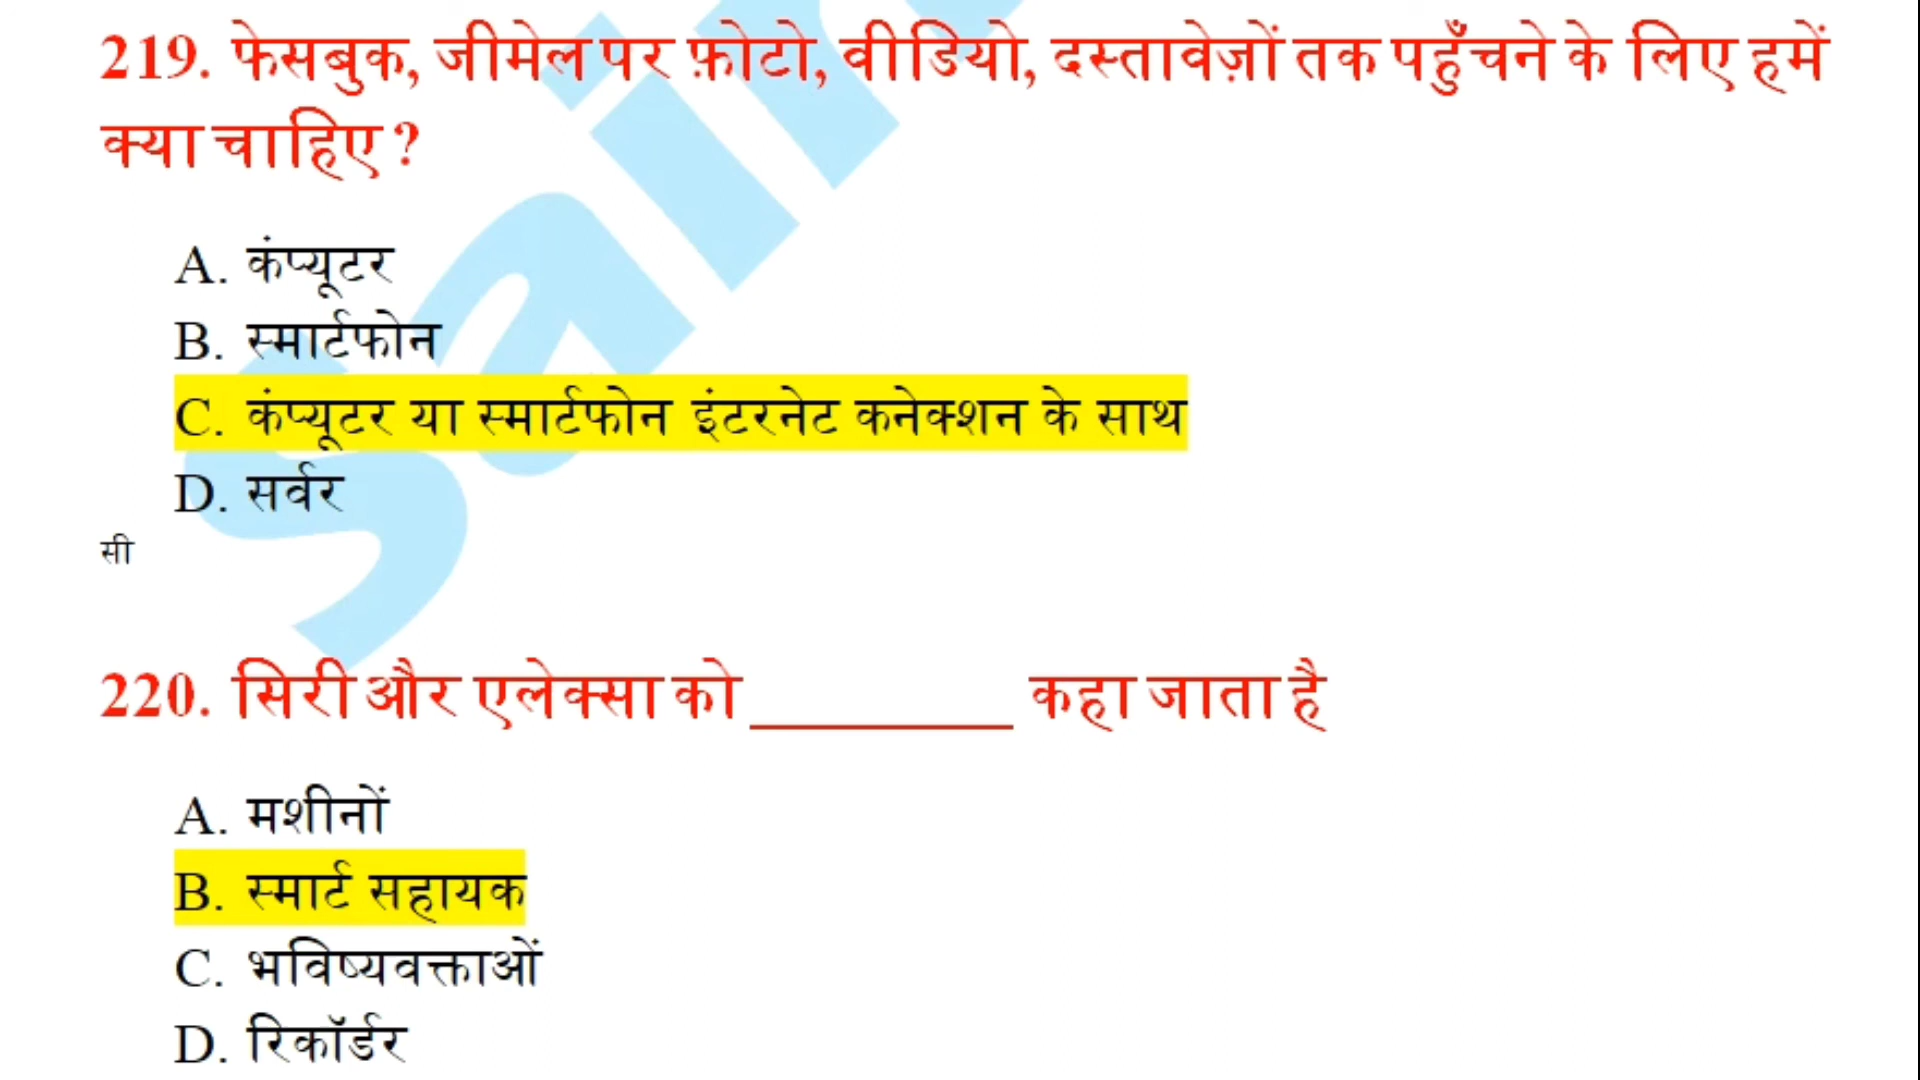 219. फेसबुक, जीमेल पर फ़ोटो, वीडियो, दस्तावेज़ों तक पहुँचने के लिए हमें
क्या चाहिए ?
A. कंप्यूटर
B. स्मार्टफोन
C. कंप्यूटर या स्मार्टफोन इंटरनेट कनेक्शन के साथ
D. सर्वर
सी
220. सिरी और एलेक्सा को ________ कहा जाता है
A. मशीनों
B. स्मार्ट सहायक
C. भविष्यवक्ताओं
D. रिकॉर्डर